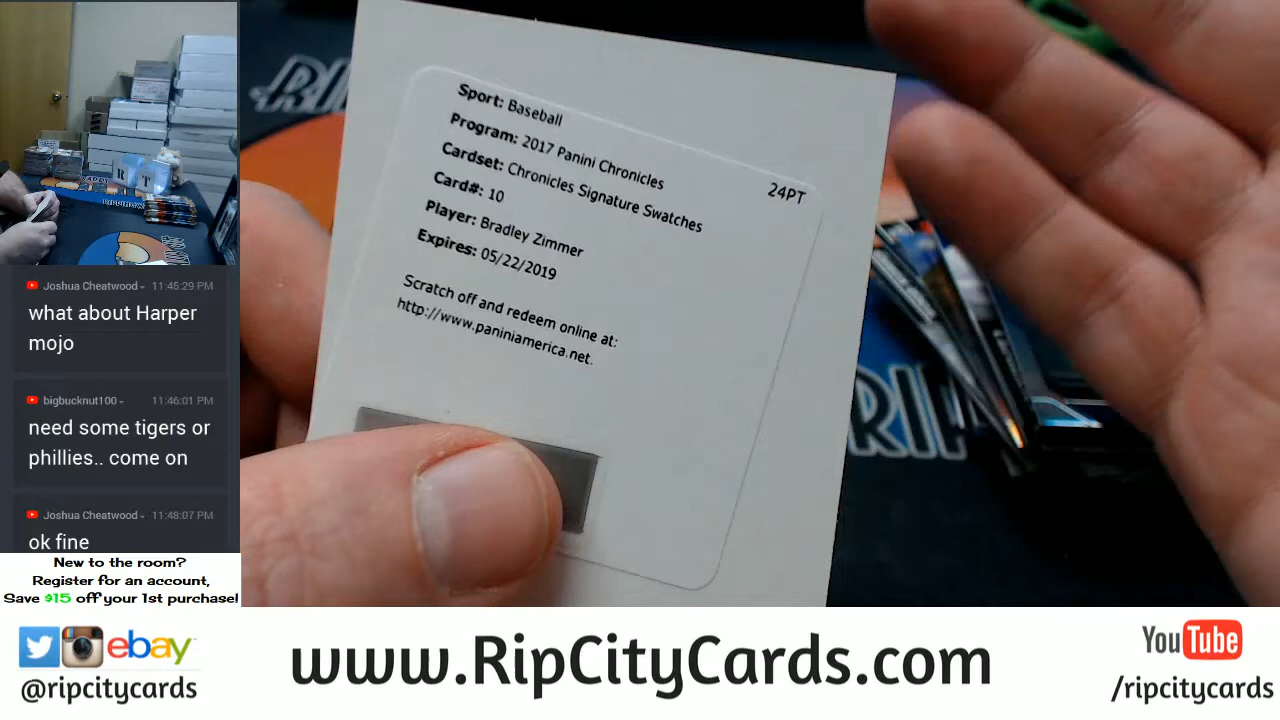 Sport: Baseball
Program: 2017 Panini Chronicles
Cardset: Chronicles Signature Swatches
24PT
Card#: 10
Player: Bradley Zimmer
Expires: 05/22/2019
Scratch off and redeem online at:
http://www.paniniamerica.net.
Joshua Cheatwood 11:45:29 PM
what about Harper
mojo
bigbucknut100 11:46:01 PM
need some tigers or
phillies.. come on
Joshua Cheatwood 11:48:07 PM
ok fine
New to the room?
Register for an account,
Save $15 off your 1st purchase!
ebay
@ripcitycards
www.RipCityCards.com
YouTube
/ripcitycards